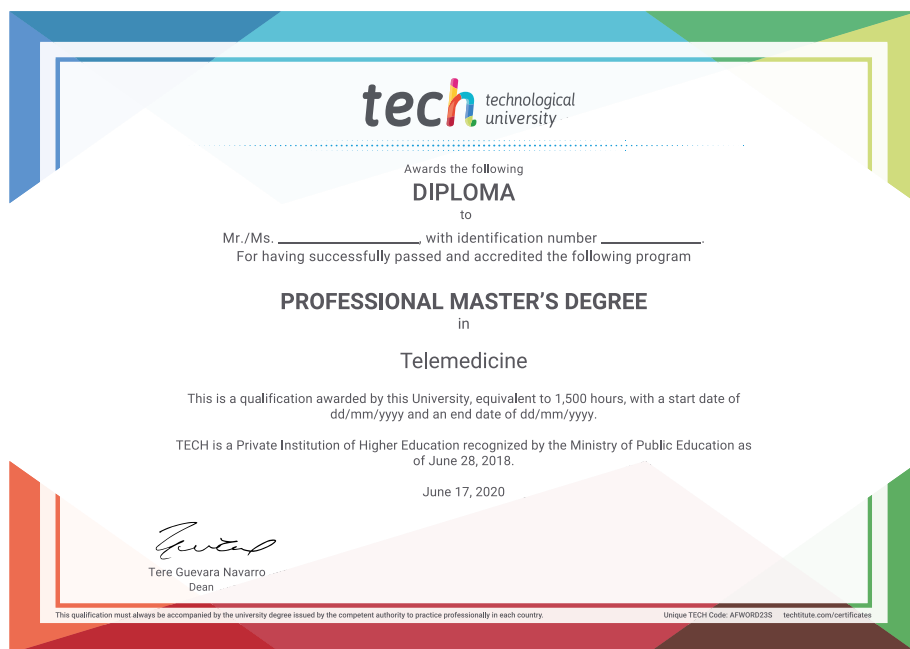 tech technological
university
Awards the following
DIPLOMA
to
Mr./Ms. ____________________, with identification number ______________.
For having successfully passed and accredited the following program
PROFESSIONAL MASTER'S DEGREE
in
Telemedicine
This is a qualification awarded by this University, equivalent to 1,500 hours, with a start date of
dd/mm/yyyy and an end date of dd/mm/yyyy.
TECH is a Private Institution of Higher Education recognized by the Ministry of Public Education as
of June 28, 2018.
June 17, 2020
Tere Guevara Navarro
Dean
This qualification must always be accompanied by the university degree issued by the competent authority to practice professionally in each country.
Unique TECH Code: AFWORD23S techtitute.com/certificates